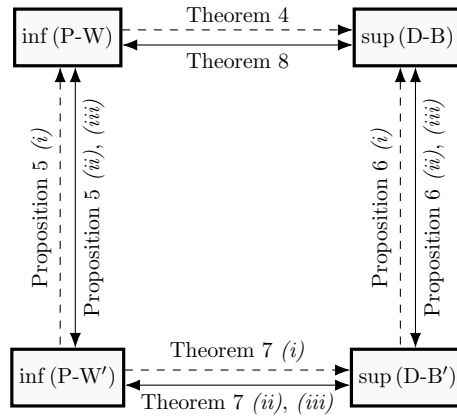 Theorem 4
inf (P-W)
sup (D-B)
Theorem 8
Proposition 5 (i)
Proposition 5 (ii), (iii)
Proposition 6 (i)
Proposition 6 (ii), (iii)
Theorem 7 (i)
inf (P-W′)
sup (D-B′)
Theorem 7 (ii), (iii)